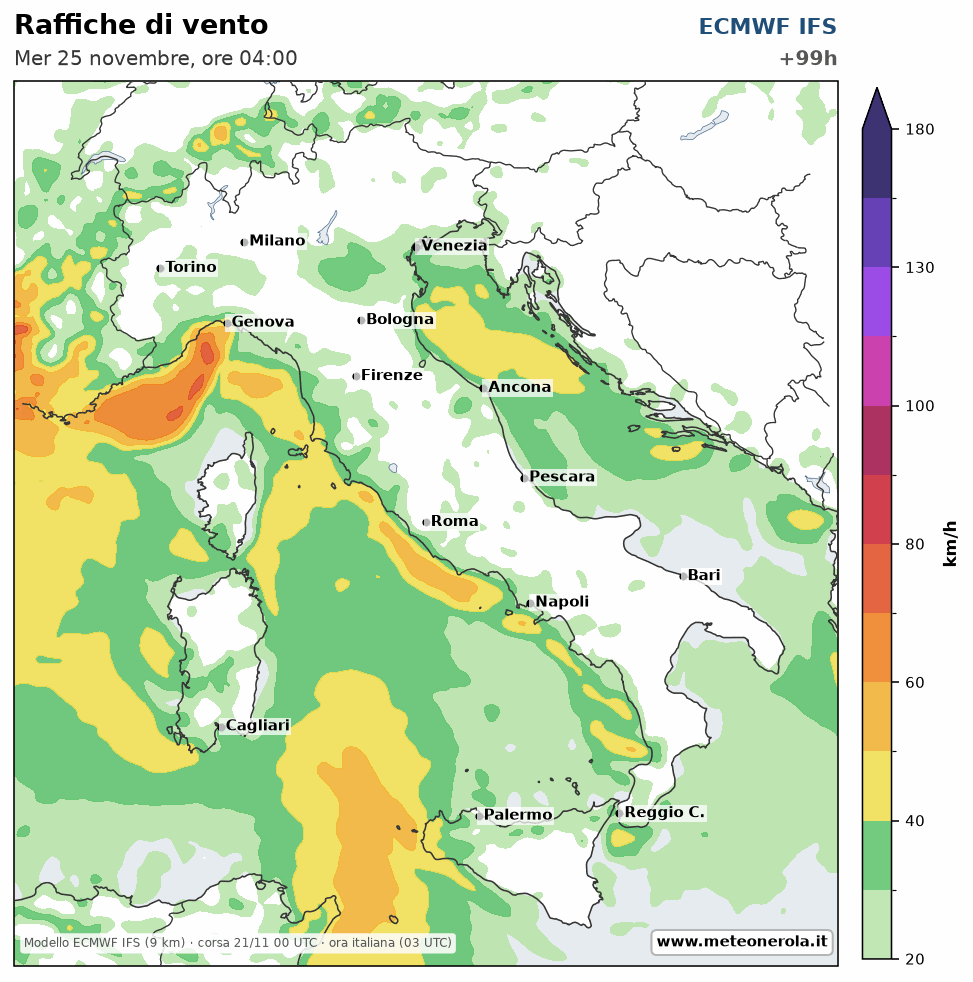 Raffiche di vento
ECMWF IFS
Mer 25 novembre, ore 04:00
+99h
Milano
Venezia
Torino
Genova
Bologna
Firenze
Ancona
Pescara
Roma
Bari
Napoli
Cagliari
Palermo
Reggio C.
180
130
100
80
60
40
20
km/h
Modello ECMWF IFS (9 km) · corsa 21/11 00 UTC · ora italiana (03 UTC)
www.meteonerola.it